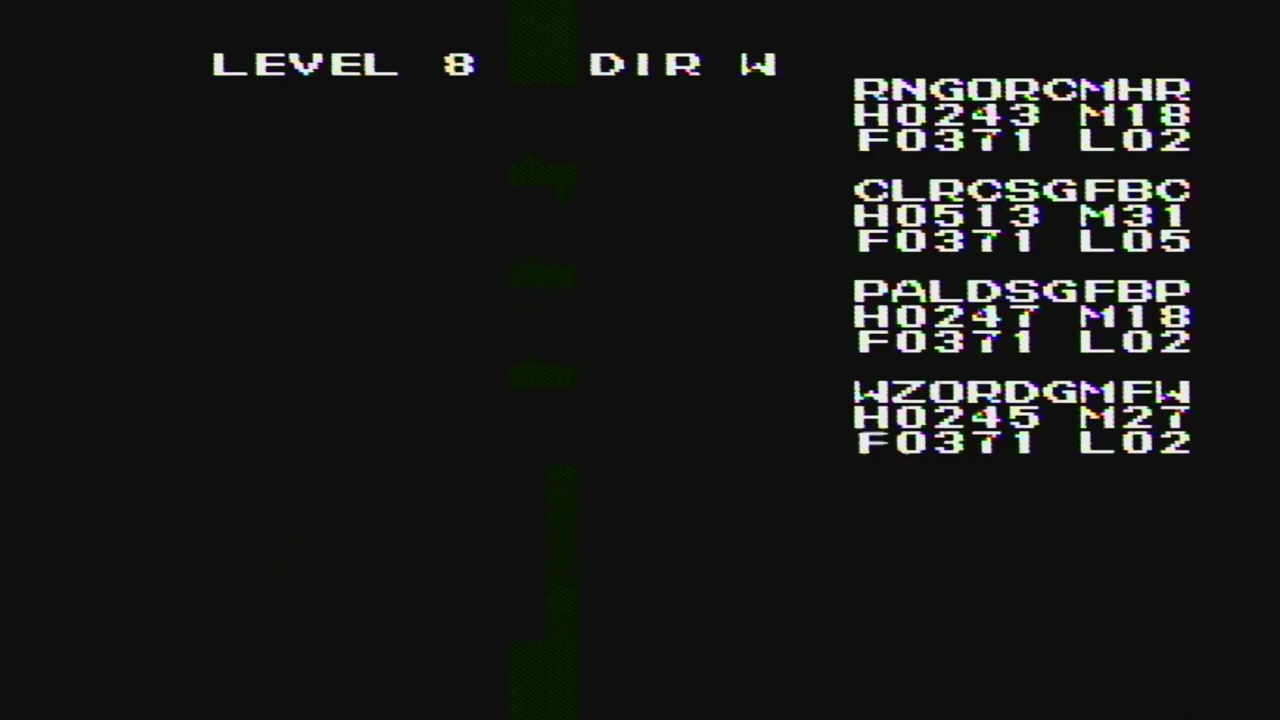 LEVEL 8 DIR W
RNGORCMHR
H0243 M18
F0371 L02
CLRCSGFBC
H0513 M31
F0371 L05
PALDSGFBP
H0247 M18
F0371 L02
WZORDGMFW
H0245 M27
F0371 L02